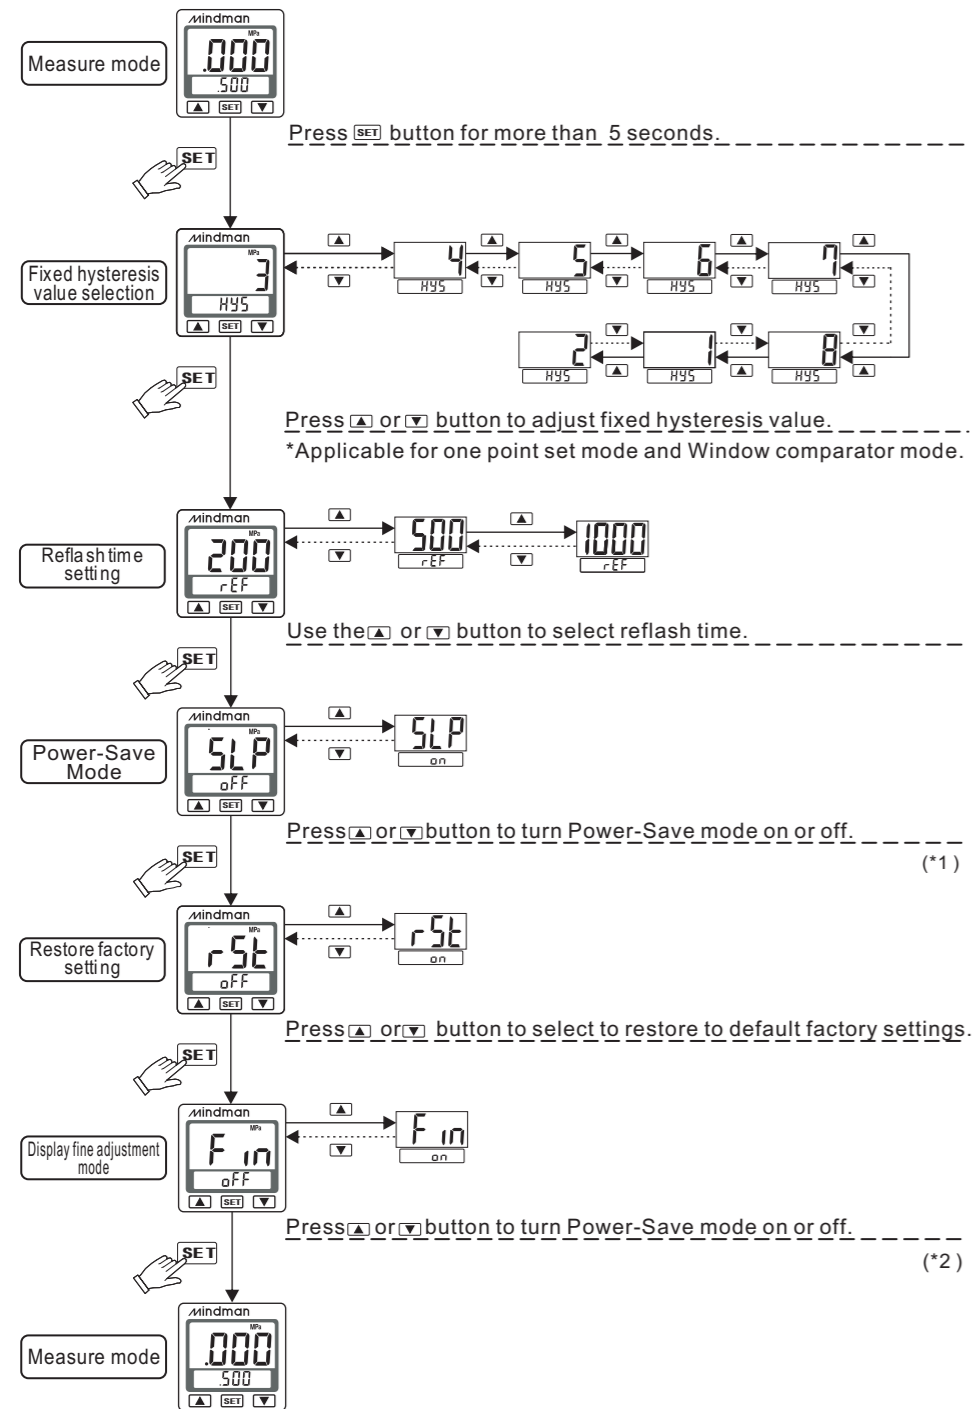 Mindman
MPa
.000
.500
SET
Measure mode
Press SET button for more than 5 seconds.
SET
Mindman
MPa
3
HYS
SET
Fixed hysteresis
value selection
4
HYS
5
HYS
6
HYS
7
HYS
2
HYS
1
HYS
8
HYS
SET
Press ▲ or ▼ button to adjust fixed hysteresis value.
*Applicable for one point set mode and Window comparator mode.
Mindman
MPa
200
rEF
SET
Reflash time
setting
500
rEF
1000
rEF
Use the ▲ or ▼ button to select reflash time.
SET
Mindman
MPa
SLP
oFF
SET
Power-Save
Mode
SLP
on
Press ▲ or ▼ button to turn Power-Save mode on or off.
(*1)
SET
Mindman
MPa
rSt
oFF
SET
Restore factory
setting
rSt
on
Press ▲ or ▼ button to select to restore to default factory settings.
SET
Mindman
MPa
Fin
oFF
SET
Display fine adjustment
mode
Fin
on
Press ▲ or ▼ button to turn Power-Save mode on or off.
(*2)
SET
Mindman
MPa
.000
.500
SET
Measure mode